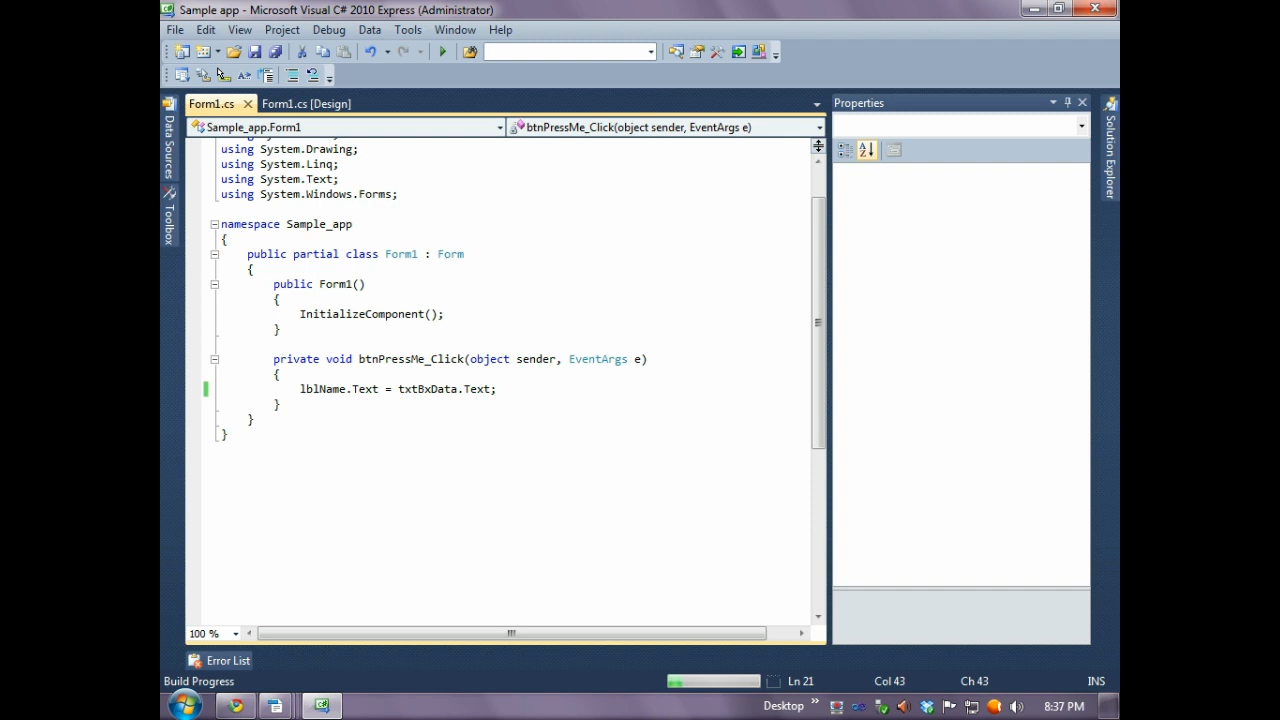 Sample app - Microsoft Visual C# 2010 Express (Administrator)
File Edit View Project Debug Data Tools Window Help
Form1.cs Form1.cs [Design]
Properties
Sample_app.Form1 btnPressMe_Click(object sender, EventArgs e)
Data Sources
Toolbox
Solution Explorer
using System.Drawing;
using System.Linq;
using System.Text;
using System.Windows.Forms;
namespace Sample_app
{
public partial class Form1 : Form
{
public Form1()
{
InitializeComponent();
}
private void btnPressMe_Click(object sender, EventArgs e)
{
lblName.Text = txtBxData.Text;
}
}
}
100 %
Error List
Build Progress Ln 21 Col 43 Ch 43 INS
Desktop 8:37 PM